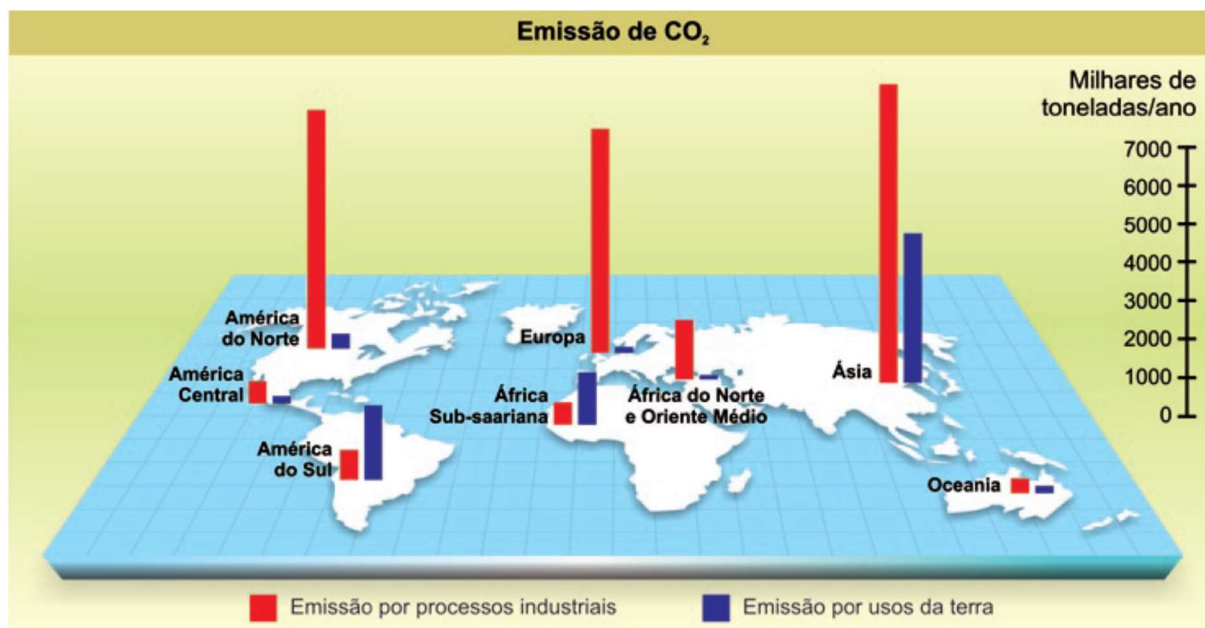 Emissão de CO₂
Milhares de
toneladas/ano
7000
6000
5000
4000
3000
2000
1000
0
América
do Norte
América
Central
América
do Sul
Europa
África
Sub-saariana
África do Norte
e Oriente Médio
Ásia
Oceania
Emissão por processos industriais
Emissão por usos da terra